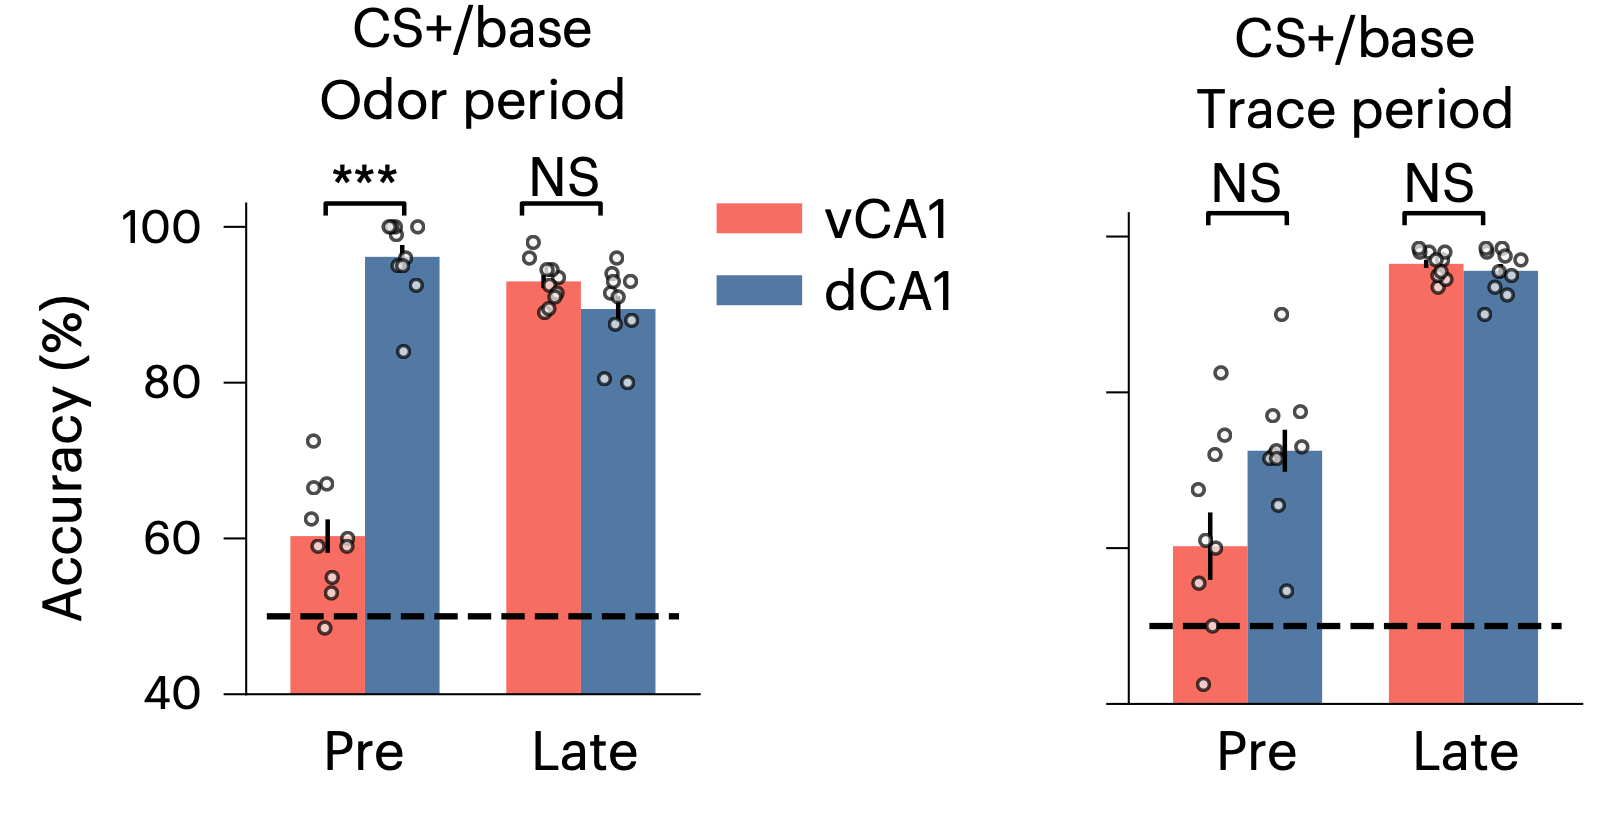 CS+/base
Odor period
***
NS
vCA1
dCA1
Accuracy (%)
100
80
60
40
Pre
Late
CS+/base
Trace period
NS
NS
Pre
Late